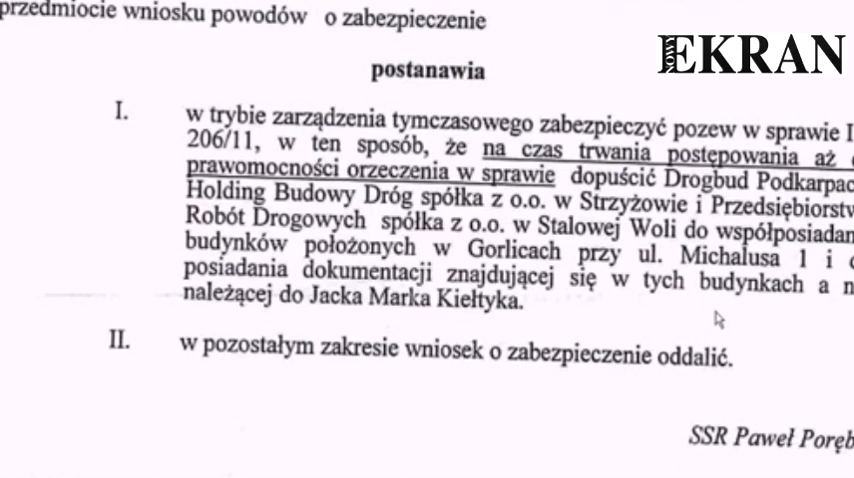 przedmiocie wniosku powodów o zabezpieczenie
NOWY EKRAN
postanawia
I. w trybie zarządzenia tymczasowego zabezpieczyć pozew w sprawie I
206/11, w ten sposób, że na czas trwania postępowania aż
prawomocności orzeczenia w sprawie dopuścić Drogbud Podkarpac
Holding Budowy Dróg spółka z o.o. w Strzyżowie i Przedsiębiorstw
Robót Drogowych spółka z o.o. w Stalowej Woli do współposiadan
budynków położonych w Gorlicach przy ul. Michalusa 1 i
posiadania dokumentacji znajdującej się w tych budynkach a n
należącej do Jacka Marka Kiełtyka.
II. w pozostałym zakresie wniosek o zabezpieczenie oddalić.
SSR Paweł Poręb